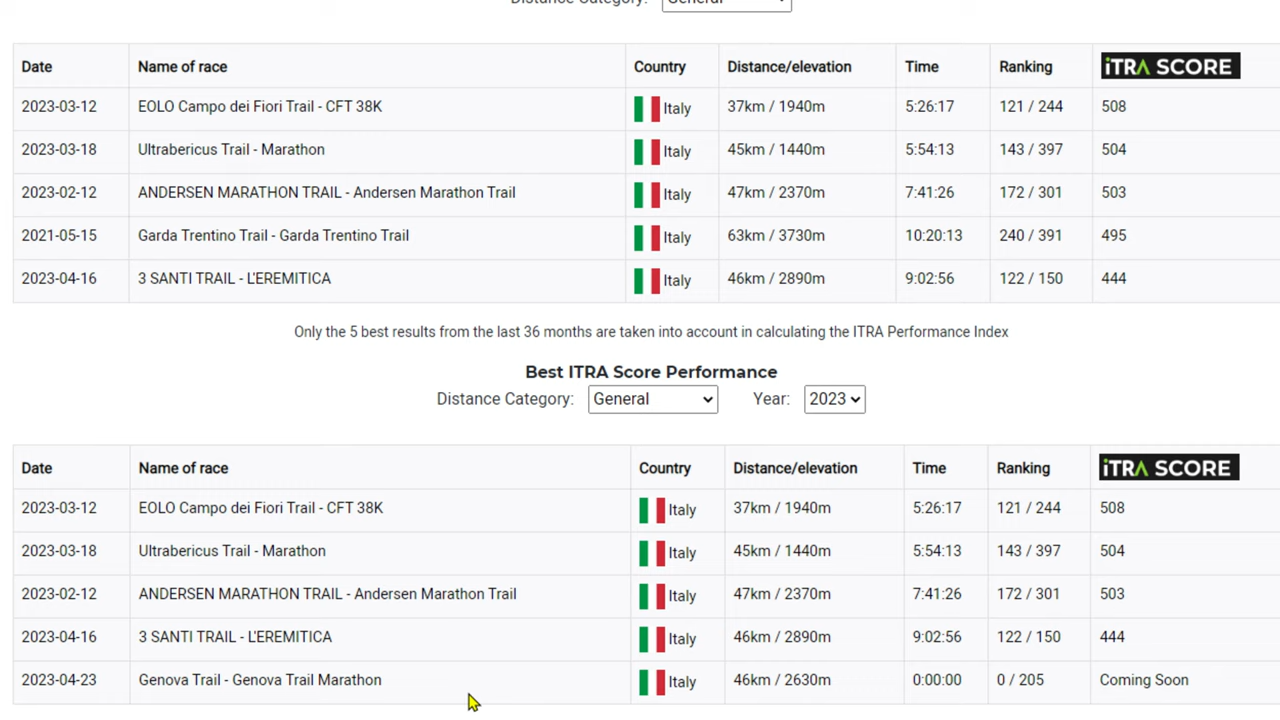 Distance Category: General
Date Name of race Country Distance/elevation Time Ranking iTRA SCORE
2023-03-12 EOLO Campo dei Fiori Trail - CFT 38K Italy 37km / 1940m 5:26:17 121 / 244 508
2023-03-18 Ultrabericus Trail - Marathon Italy 45km / 1440m 5:54:13 143 / 397 504
2023-02-12 ANDERSEN MARATHON TRAIL - Andersen Marathon Trail Italy 47km / 2370m 7:41:26 172 / 301 503
2021-05-15 Garda Trentino Trail - Garda Trentino Trail Italy 63km / 3730m 10:20:13 240 / 391 495
2023-04-16 3 SANTI TRAIL - L'EREMITICA Italy 46km / 2890m 9:02:56 122 / 150 444
Only the 5 best results from the last 36 months are taken into account in calculating the ITRA Performance Index
Best ITRA Score Performance
Distance Category: General Year: 2023
Date Name of race Country Distance/elevation Time Ranking iTRA SCORE
2023-03-12 EOLO Campo dei Fiori Trail - CFT 38K Italy 37km / 1940m 5:26:17 121 / 244 508
2023-03-18 Ultrabericus Trail - Marathon Italy 45km / 1440m 5:54:13 143 / 397 504
2023-02-12 ANDERSEN MARATHON TRAIL - Andersen Marathon Trail Italy 47km / 2370m 7:41:26 172 / 301 503
2023-04-16 3 SANTI TRAIL - L'EREMITICA Italy 46km / 2890m 9:02:56 122 / 150 444
2023-04-23 Genova Trail - Genova Trail Marathon Italy 46km / 2630m 0:00:00 0 / 205 Coming Soon